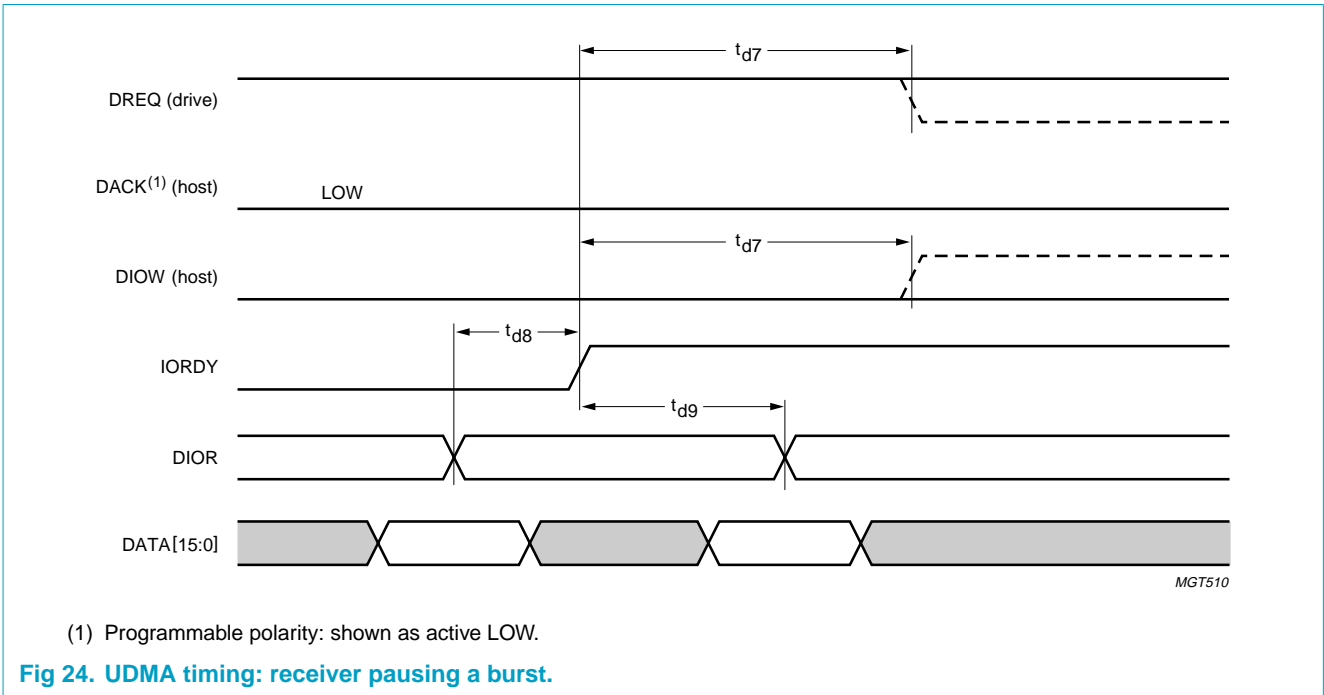 td7
DREQ (drive)
DACK(1) (host)
LOW
td7
DIOW (host)
td8
IORDY
td9
DIOR
DATA[15:0]
MGT510
(1) Programmable polarity: shown as active LOW.
Fig 24. UDMA timing: receiver pausing a burst.